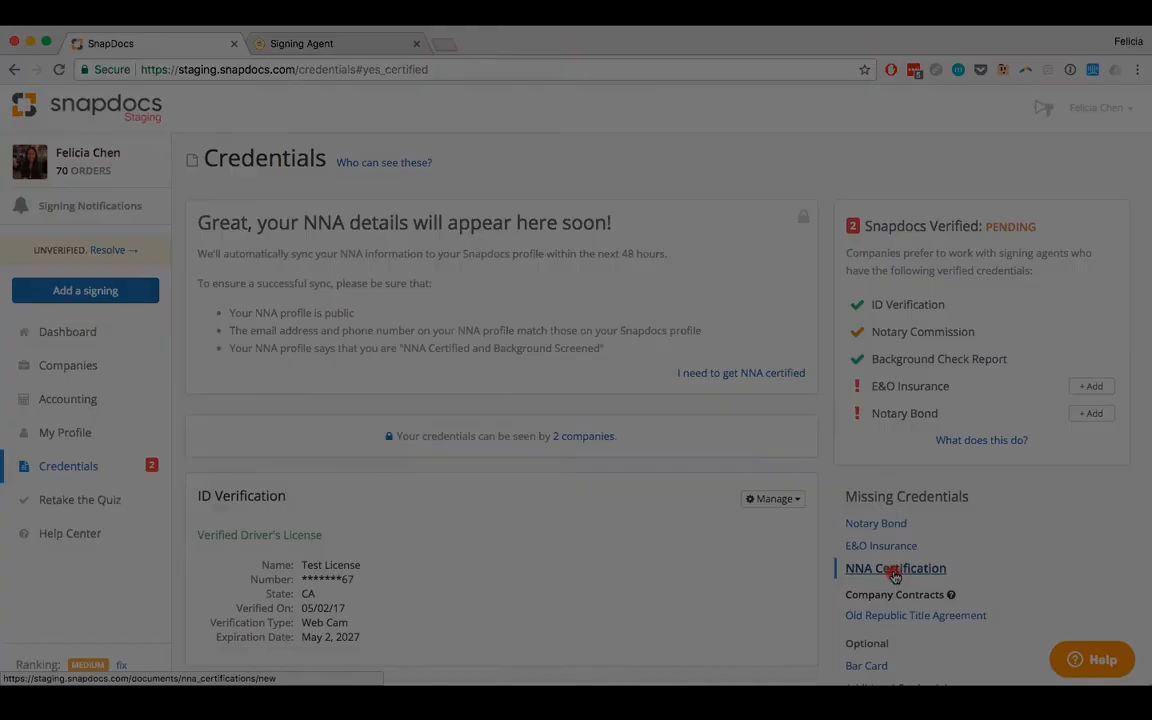 SnapDocs
Signing Agent
Felicia
Secure
https://staging.snapdocs.com/credentials#yes_certified
snapdocs
Staging
Felicia Chen
Felicia Chen
70 ORDERS
Signing Notifications
UNVERIFIED. Resolve →
Add a signing
Dashboard
Companies
Accounting
My Profile
Credentials 2
Retake the Quiz
Help Center
Ranking: MEDIUM fix
https://staging.snapdocs.com/documents/nna_certifications/new
Credentials Who can see these?
Great, your NNA details will appear here soon!
We'll automatically sync your NNA information to your Snapdocs profile within the next 48 hours.
To ensure a successful sync, please be sure that:
Your NNA profile is public
The email address and phone number on your NNA profile match those on your Snapdocs profile
Your NNA profile says that you are "NNA Certified and Background Screened"
I need to get NNA certified
Your credentials can be seen by 2 companies.
ID Verification
Manage
Verified Driver's License
Name: Test License
Number: *******67
State: CA
Verified On: 05/02/17
Verification Type: Web Cam
Expiration Date: May 2, 2027
2 Snapdocs Verified: PENDING
Companies prefer to work with signing agents who
have the following verified credentials:
ID Verification
Notary Commission
Background Check Report
E&O Insurance + Add
Notary Bond + Add
What does this do?
Missing Credentials
Notary Bond
E&O Insurance
NNA Certification
Company Contracts
Old Republic Title Agreement
Optional
Bar Card
Help